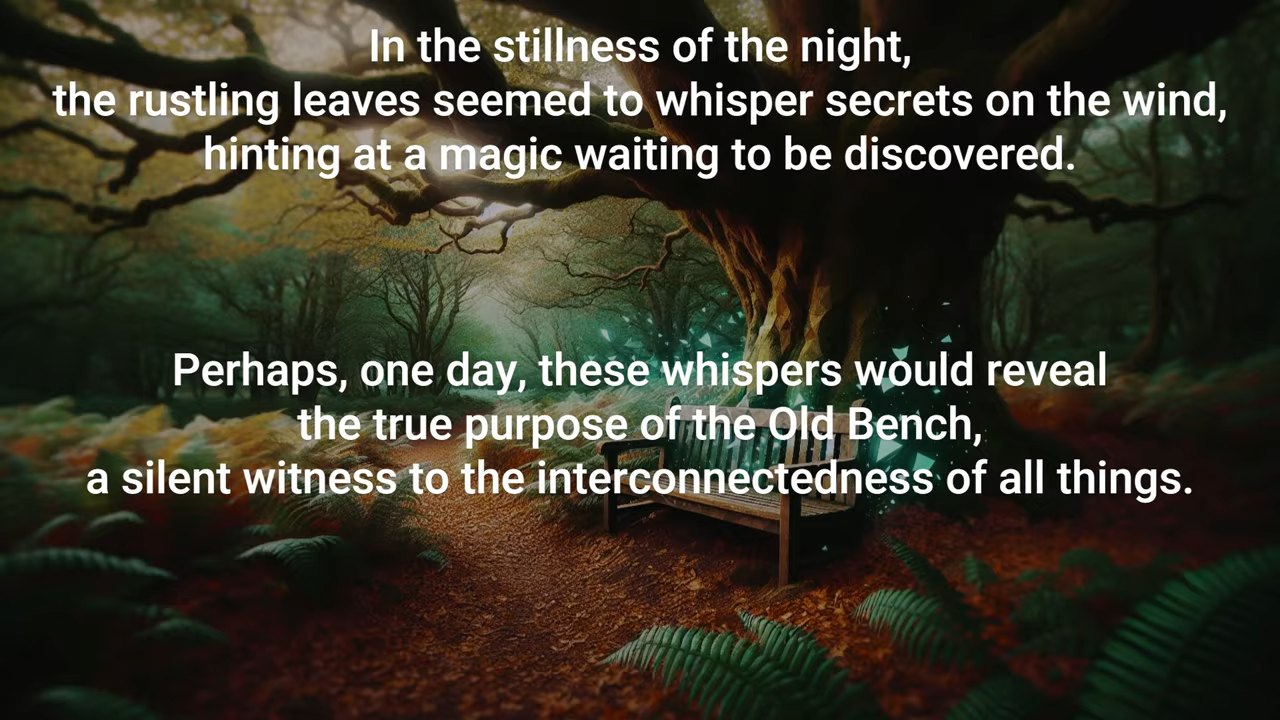 In the stillness of the night,
the rustling leaves seemed to whisper secrets on the wind,
hinting at a magic waiting to be discovered.
Perhaps, one day, these whispers would reveal
the true purpose of the Old Bench,
a silent witness to the interconnectedness of all things.